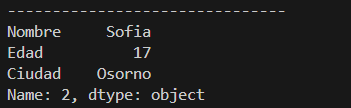 ------------------------------
Nombre     Sofia
Edad          17
Ciudad    Osorno
Name: 2, dtype: object